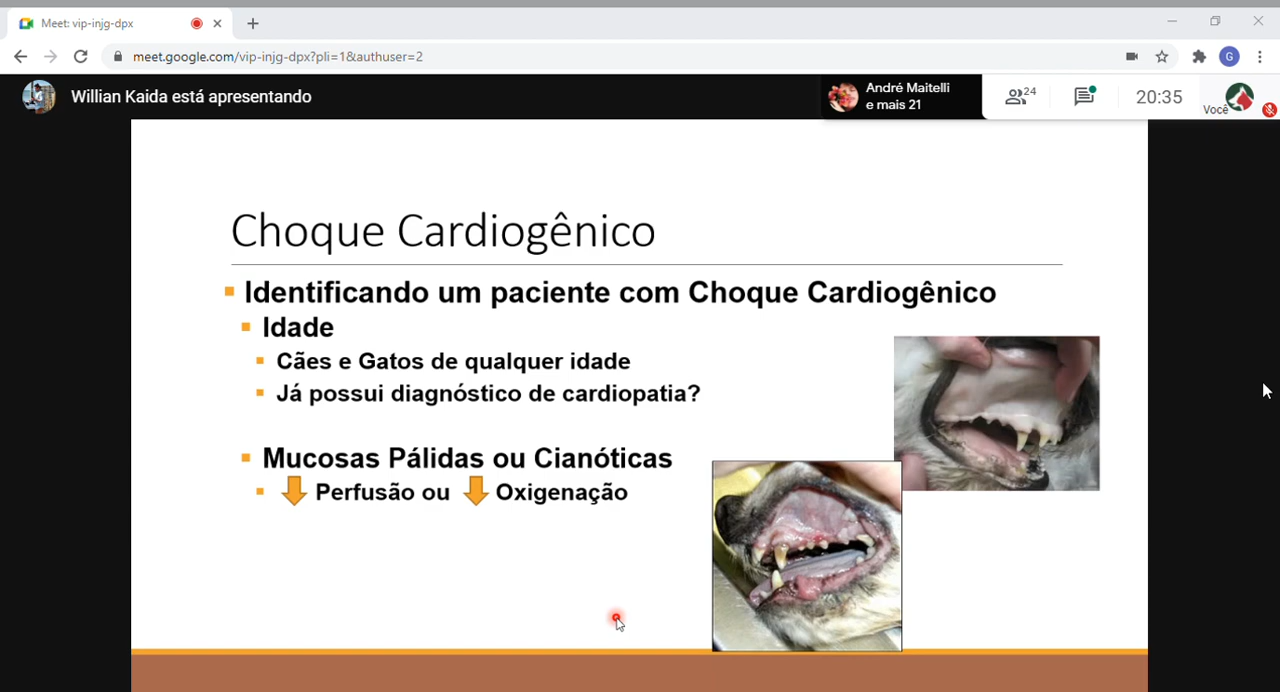 Meet: vip-injg-dpx
meet.google.com/vip-injg-dpx?pli=1&authuser=2
G
Willian Kaida está apresentando
André Maitelli
e mais 21
24
20:35
Você
Choque Cardiogênico
Identificando um paciente com Choque Cardiogênico
Idade
Cães e Gatos de qualquer idade
Já possui diagnóstico de cardiopatia?
Mucosas Pálidas ou Cianóticas
Perfusão ou Oxigenação